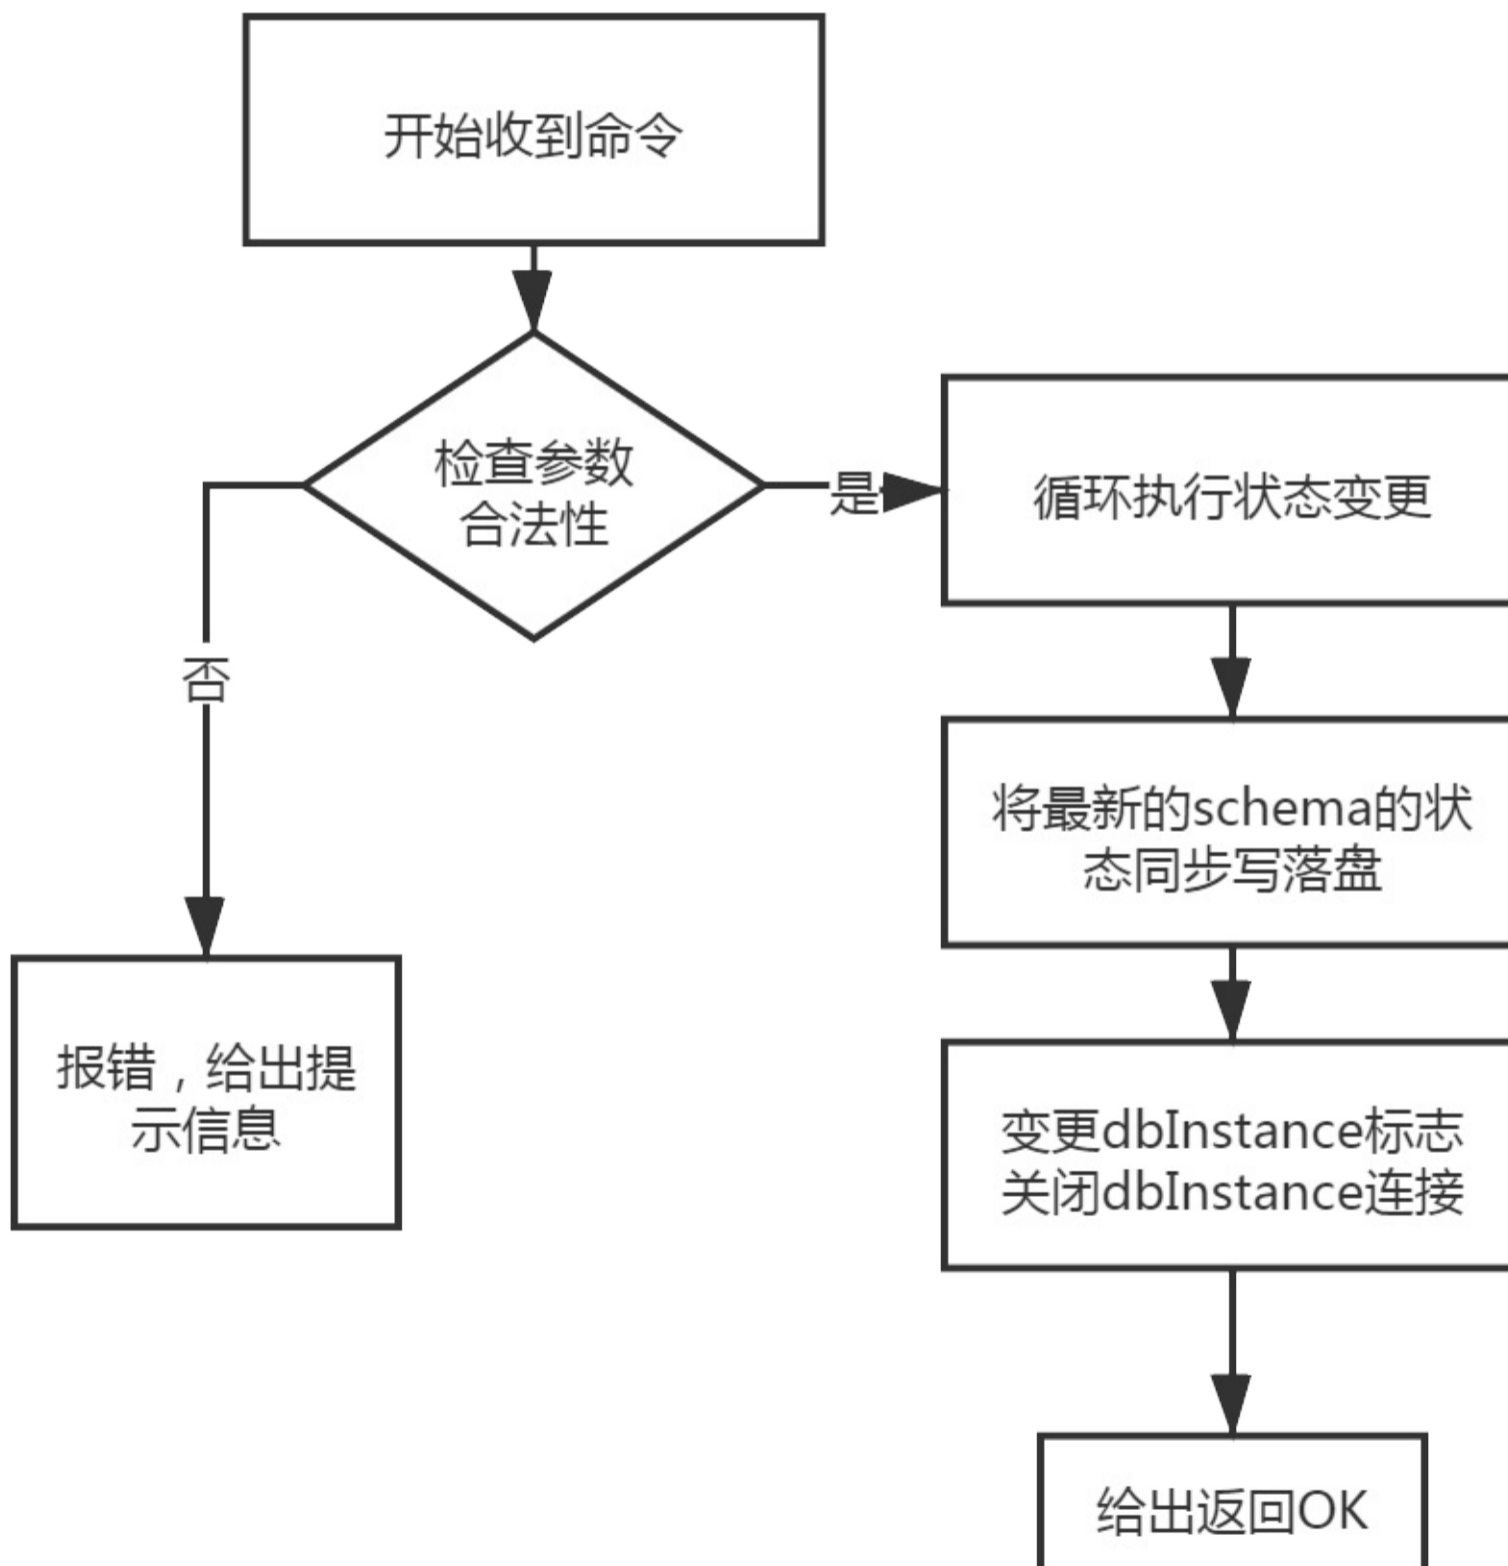 开始收到命令
检查参数
合法性
是
循环执行状态变更
否
将最新的schema的状
态同步写落盘
报错，给出提
示信息
变更dbInstance标志
关闭dbInstance连接
给出返回OK